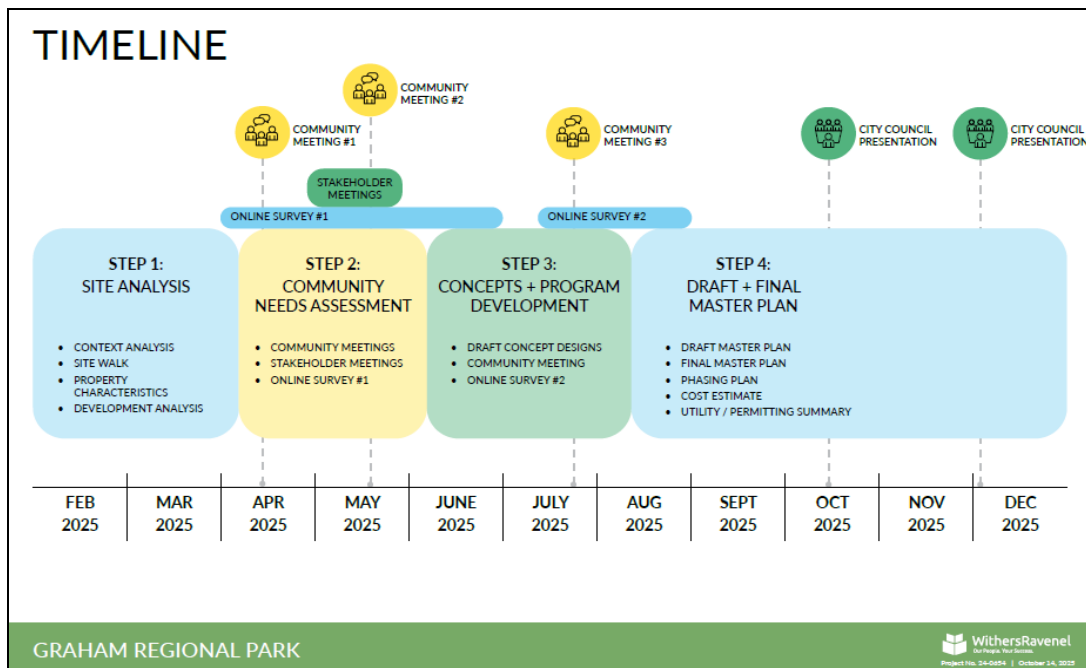 TIMELINE
COMMUNITY
MEETING #1
COMMUNITY
MEETING #2
COMMUNITY
MEETING #3
CITY COUNCIL
PRESENTATION
CITY COUNCIL
PRESENTATION
STAKEHOLDER
MEETINGS
ONLINE SURVEY #1
ONLINE SURVEY #2
STEP 1:
SITE ANALYSIS
• CONTEXT ANALYSIS
• SITE WALK
• PROPERTY
CHARACTERISTICS
• DEVELOPMENT ANALYSIS
STEP 2:
COMMUNITY
NEEDS ASSESSMENT
• COMMUNITY MEETINGS
• STAKEHOLDER MEETINGS
• ONLINE SURVEY #1
STEP 3:
CONCEPTS + PROGRAM
DEVELOPMENT
• DRAFT CONCEPT DESIGNS
• COMMUNITY MEETING
• ONLINE SURVEY #2
STEP 4:
DRAFT + FINAL
MASTER PLAN
• DRAFT MASTER PLAN
• FINAL MASTER PLAN
• PHASING PLAN
• COST ESTIMATE
• UTILITY / PERMITTING SUMMARY
FEB
2025
MAR
2025
APR
2025
MAY
2025
JUNE
2025
JULY
2025
AUG
2025
SEPT
2025
OCT
2025
NOV
2025
DEC
2025
GRAHAM REGIONAL PARK
WithersRavenel
Our People. Your Success.
Project No. 24-0654 | October 14, 2025